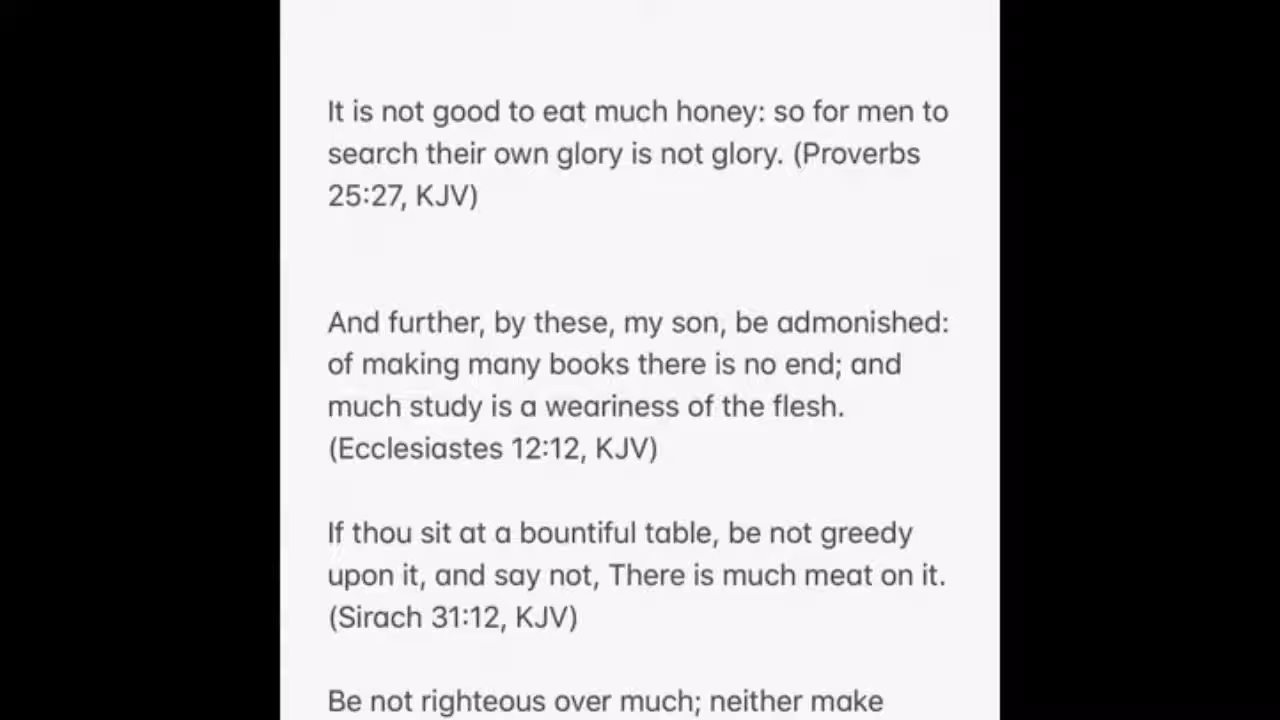 It is not good to eat much honey: so for men to
search their own glory is not glory. (Proverbs
25:27, KJV)
And further, by these, my son, be admonished:
of making many books there is no end; and
much study is a weariness of the flesh.
(Ecclesiastes 12:12, KJV)
If thou sit at a bountiful table, be not greedy
upon it, and say not, There is much meat on it.
(Sirach 31:12, KJV)
Be not righteous over much; neither make